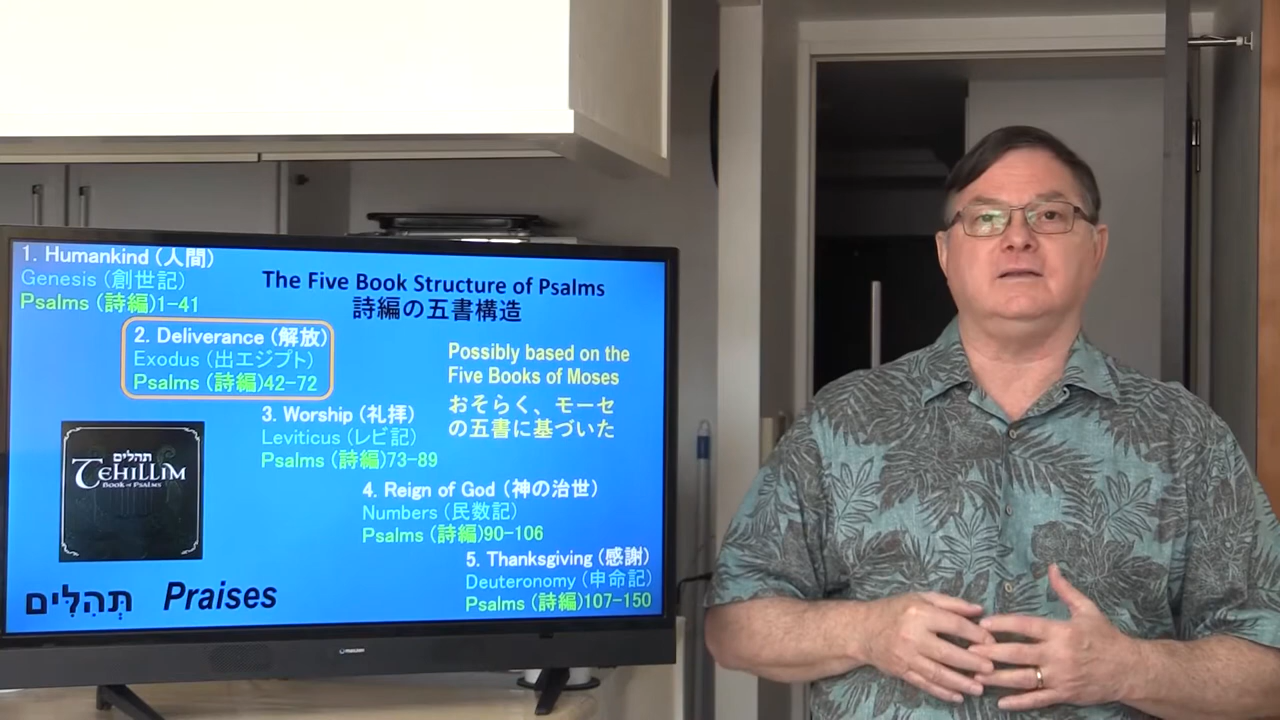 1. Humankind (人間)
Genesis (創世記)
Psalms (詩編)1-41
The Five Book Structure of Psalms
詩編の五書構造
2. Deliverance (解放)
Exodus (出エジプト)
Psalms (詩編)42-72
Possibly based on the
Five Books of Moses
おそらく、モーセ
の五書に基づいた
3. Worship (礼拝)
Leviticus (レビ記)
Psalms (詩編)73-89
תהלים
TEHILLIM
BOOK OF PSALMS
4. Reign of God (神の治世)
Numbers (民数記)
Psalms (詩編)90-106
5. Thanksgiving (感謝)
Deuteronomy (申命記)
Psalms (詩編)107-150
תְּהִלִּים Praises